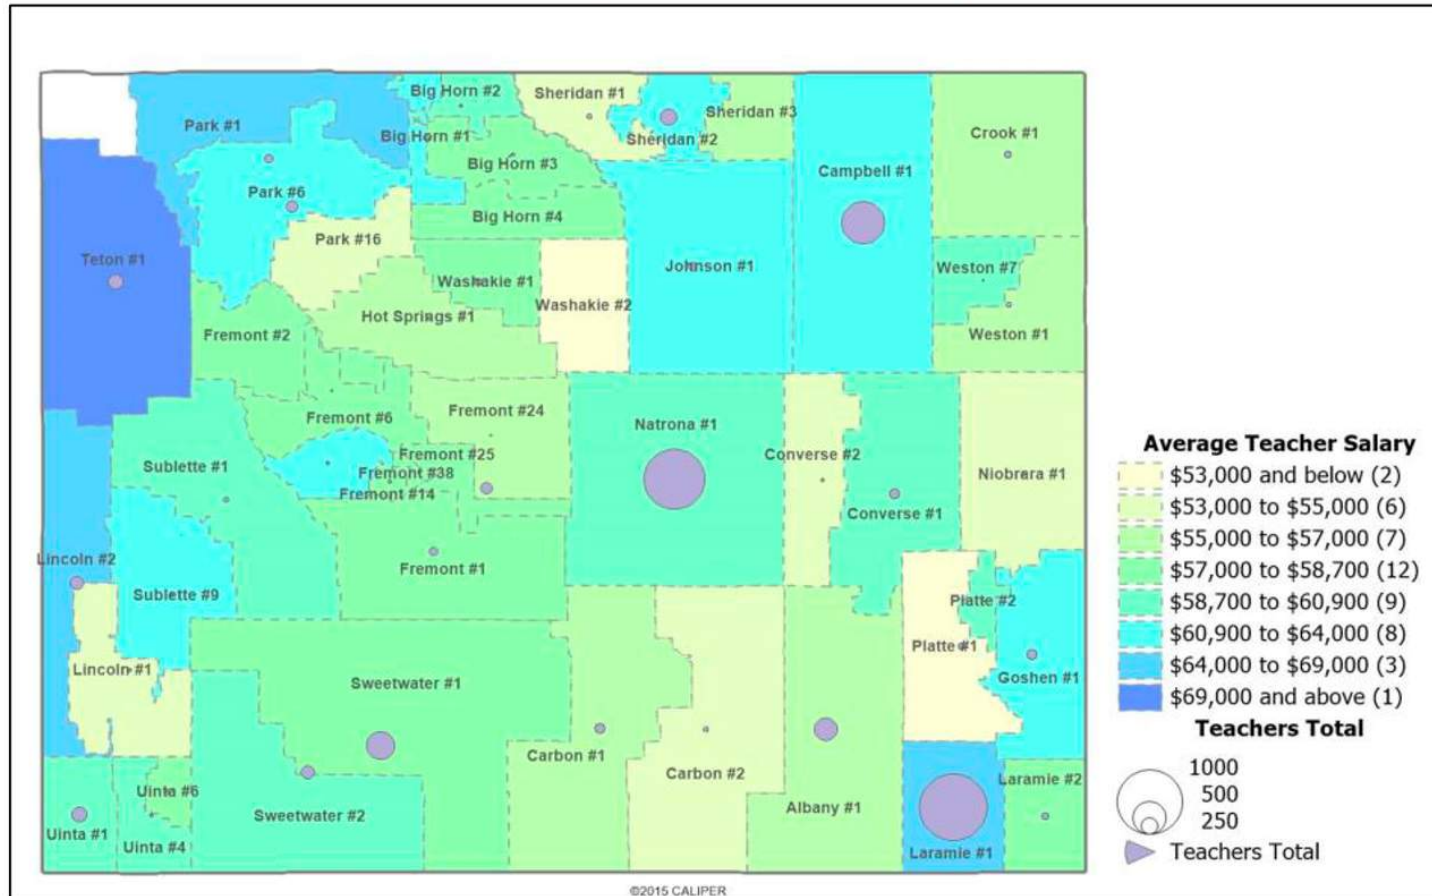 Big Horn #2
Sheridan #1
Park #1
Big Horn #1
Sheridan #3
Sheridan #2
Crook #1
Big Horn #3
Campbell #1
Park #6
Big Horn #4
Park #16
Teton #1
Washakie #1
Johnson #1
Weston #7
Washakie #2
Hot Springs #1
Fremont #2
Weston #1
Fremont #6
Fremont #24
Natrona #1
Fremont #25
Converse #2
Sublette #1
Fremont #38
Niobrara #1
Fremont #14
Converse #1
Lincoln #2
Fremont #1
Sublette #9
Platte #2
Platte #1
Lincoln #1
Goshen #1
Sweetwater #1
Carbon #1
Carbon #2
Laramie #2
Uinta #6
Albany #1
Sweetwater #2
Uinta #1
Uinta #4
Laramie #1
Average Teacher Salary
$53,000 and below (2)
$53,000 to $55,000 (6)
$55,000 to $57,000 (7)
$57,000 to $58,700 (12)
$58,700 to $60,900 (9)
$60,900 to $64,000 (8)
$64,000 to $69,000 (3)
$69,000 and above (1)
Teachers Total
1000
500
250
Teachers Total
©2015 CALIPER